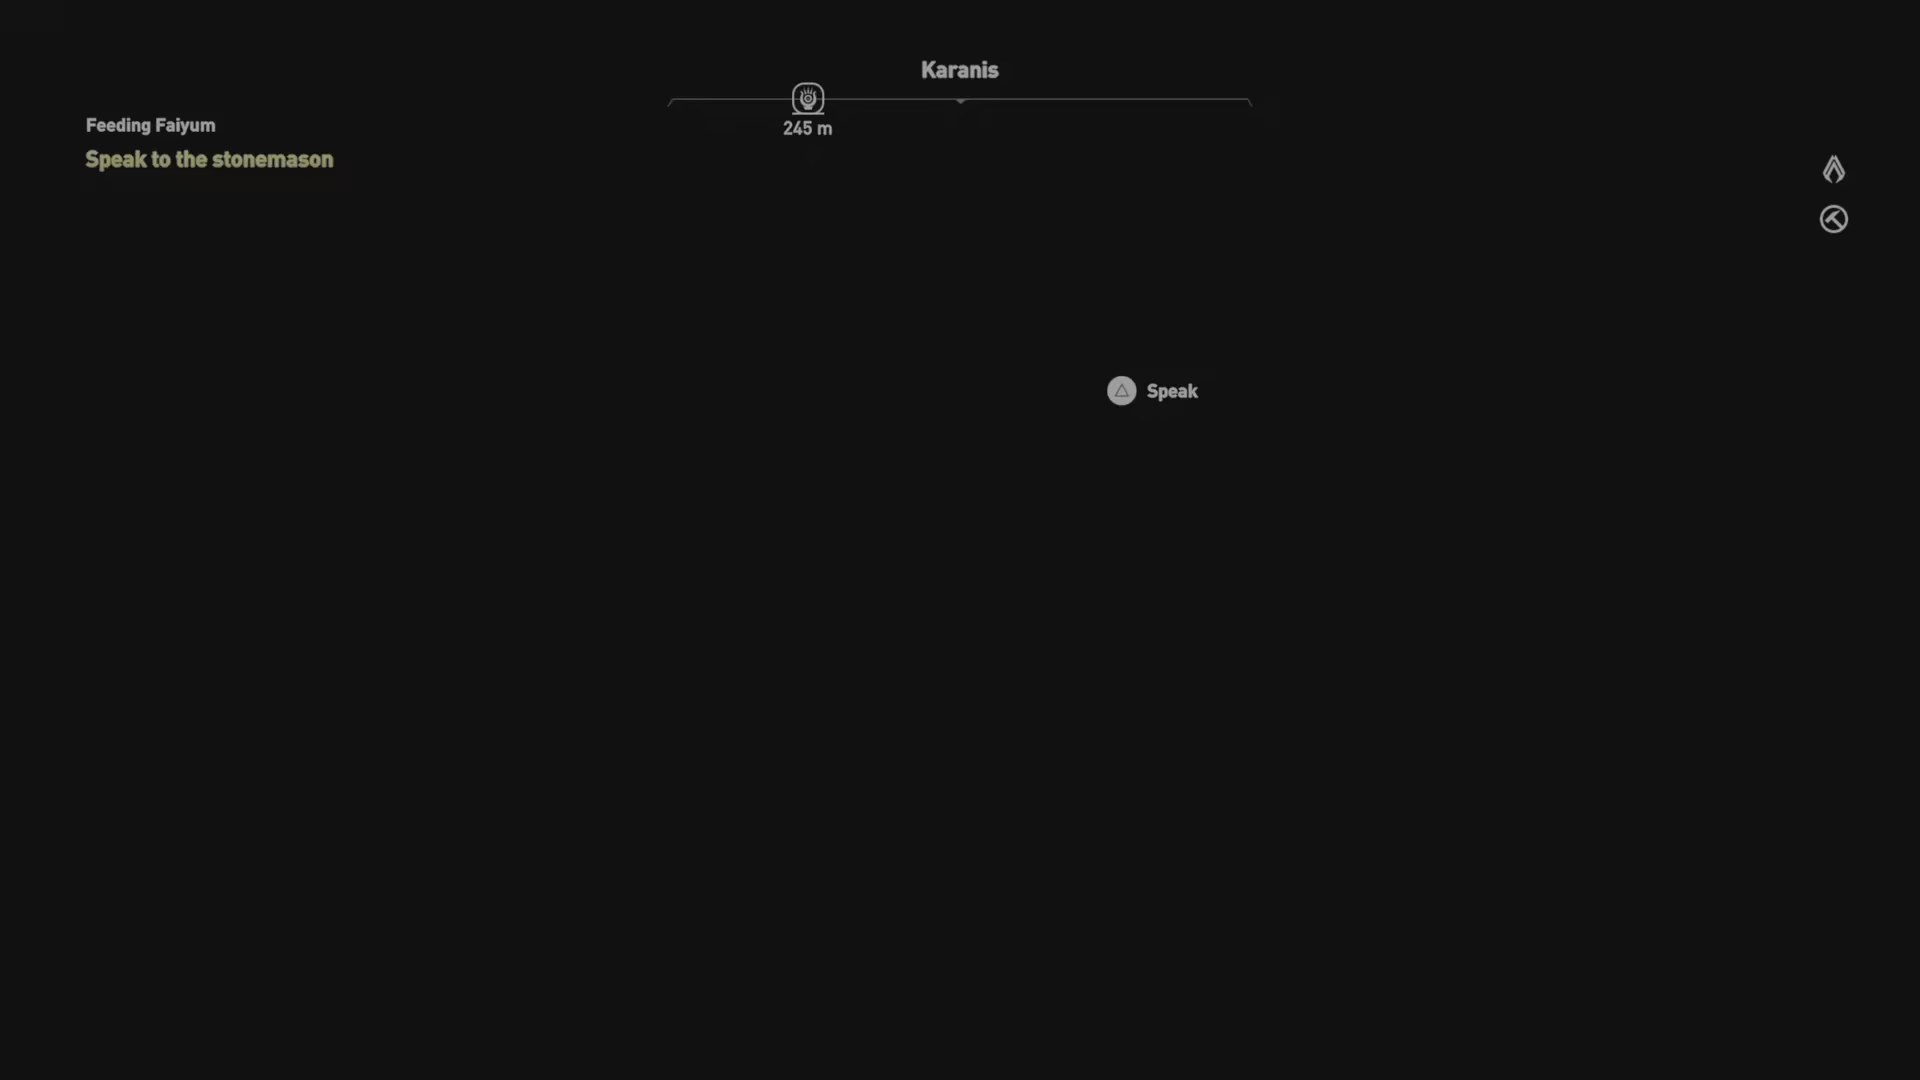 Karanis
245 m
Feeding Faiyum
Speak to the stonemason
Speak